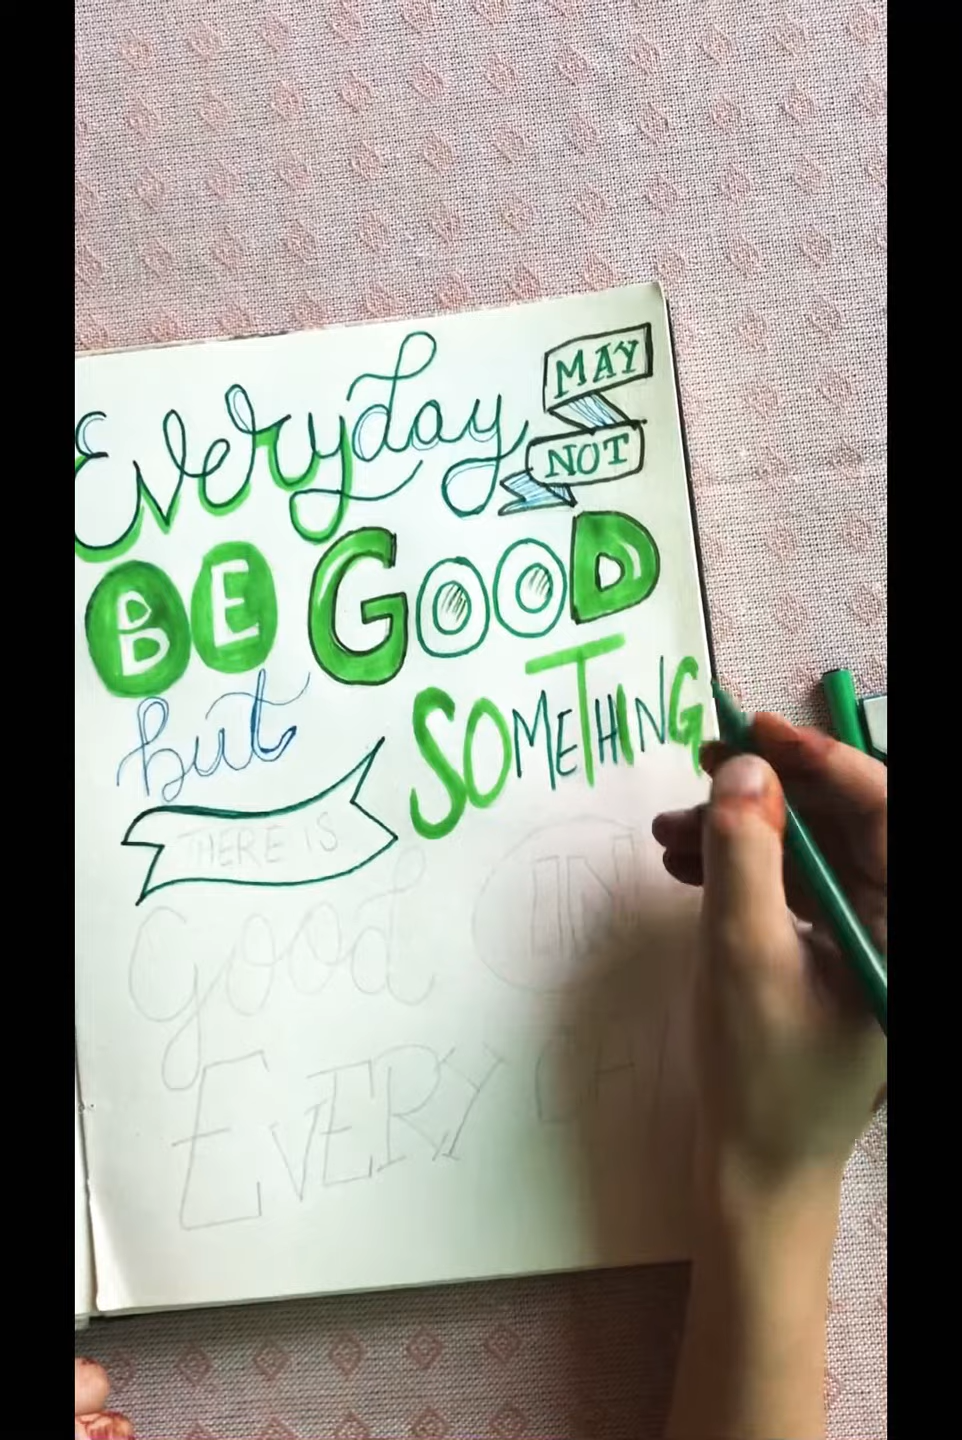 Everyday MAY
NOT
BE GOOD
but SOMETHING
THERE IS
Good IN
EVERY